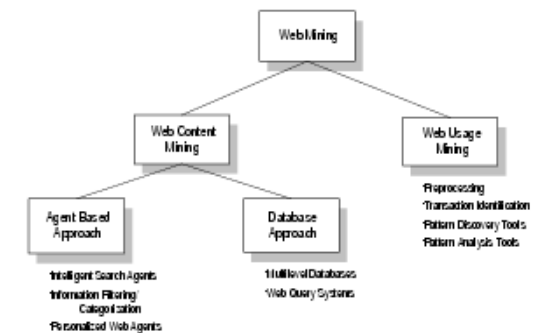 Web Mining
Web Content
Mining
Web Usage
Mining
Agent Based
Approach
Database
Approach
*Preprocessing
*Transaction Identification
*Pattern Discovery Tools
*Pattern Analysis Tools
*Intelligent Search Agents
*Information Filtering/
Categorization
*Personalized Web Agents
*Multilevel Databases
*Web Query Systems